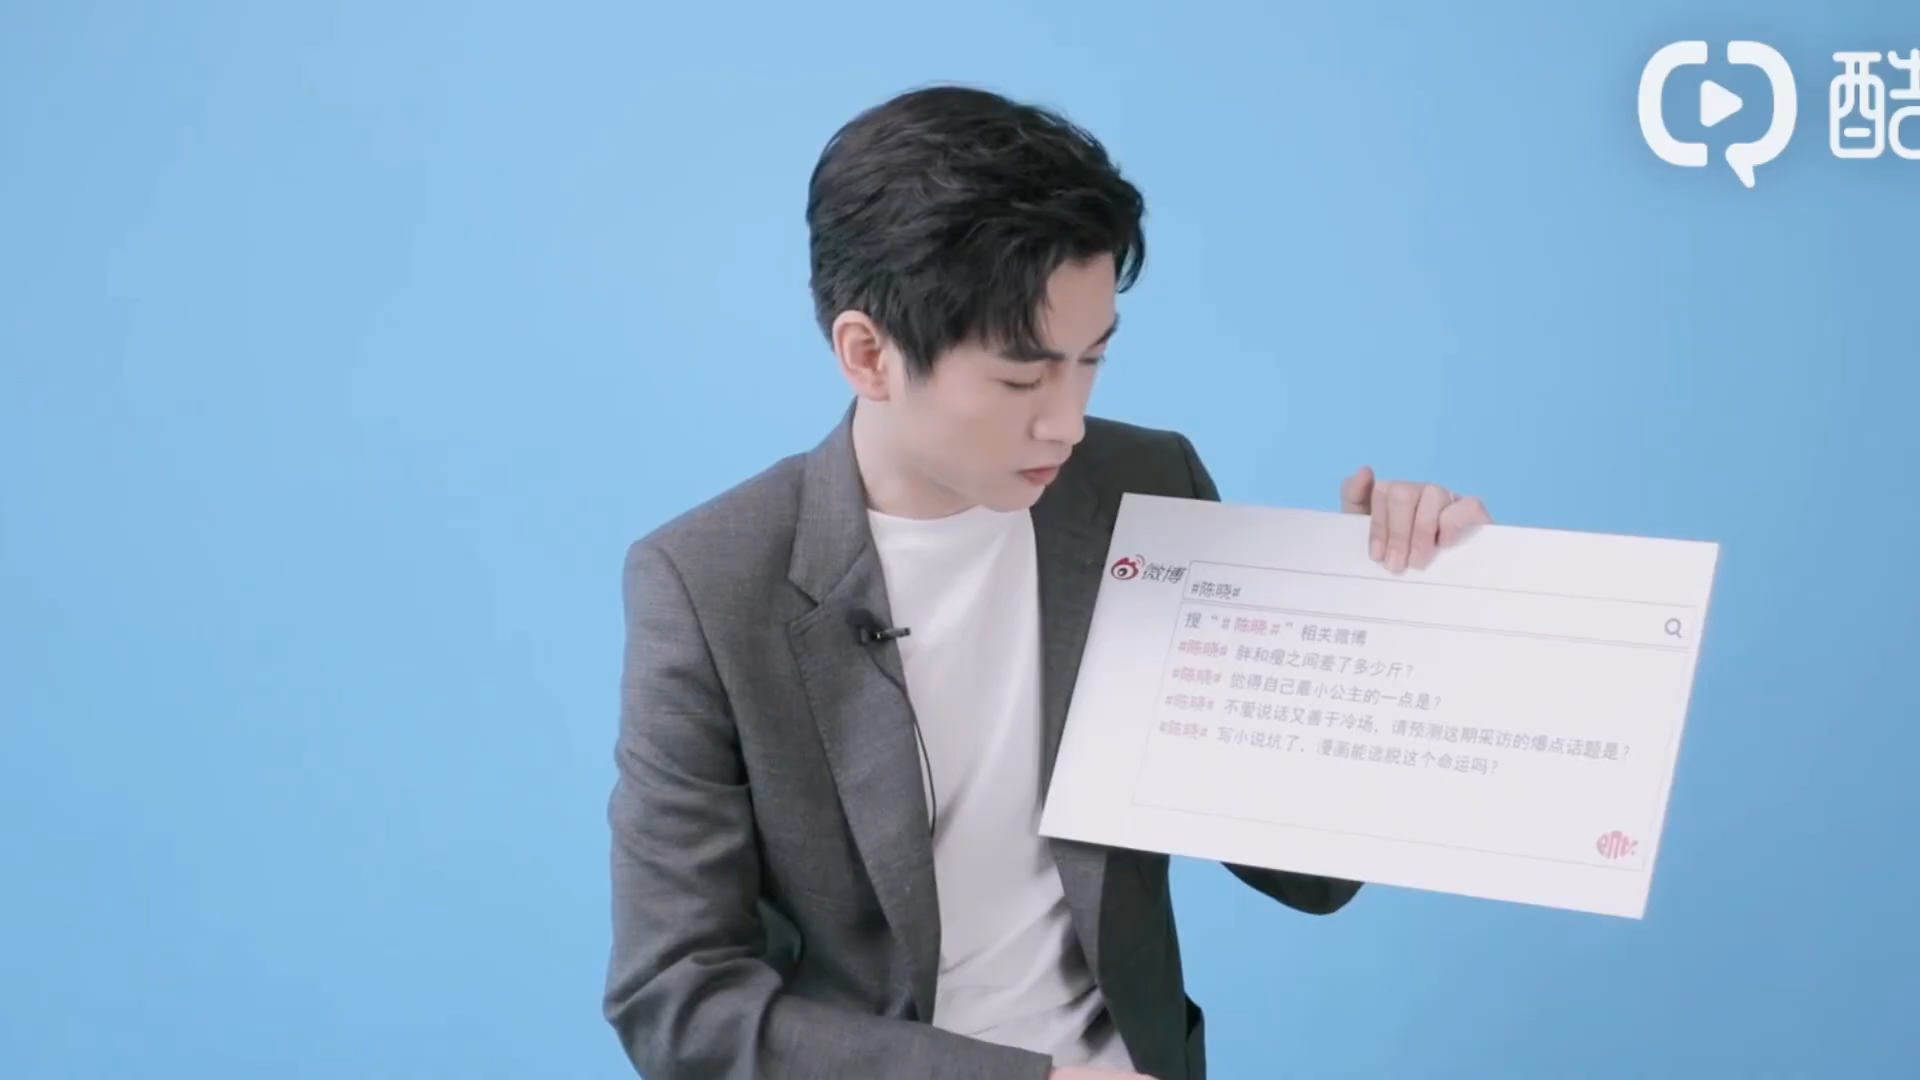 酷
微博
#陈晓#
搜“#陈晓#”相关微博
#陈晓# 胖和瘦之间差了多少斤？
#陈晓# 觉得自己最小公主的一点是？
#陈晓# 不爱说话又善于冷场，请预测这期采访的爆点话题是？
#陈晓# 写小说坑了，漫画能逃脱这个命运吗？